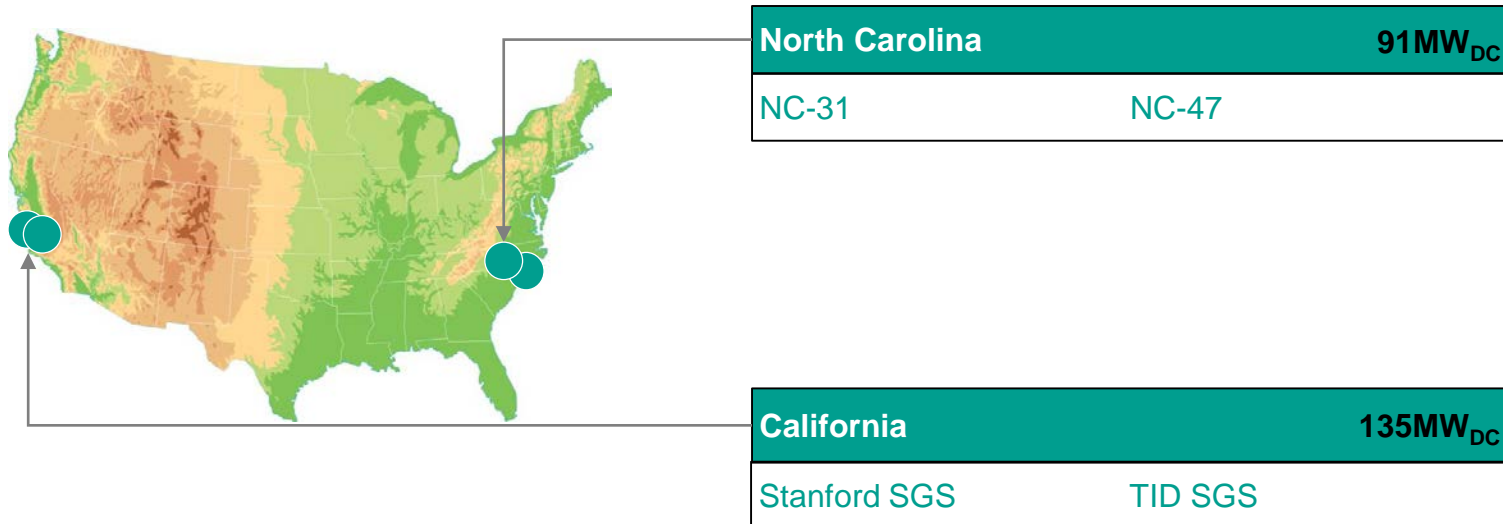 North Carolina 91MWDC
NC-31 NC-47
California 135MWDC
Stanford SGS TID SGS